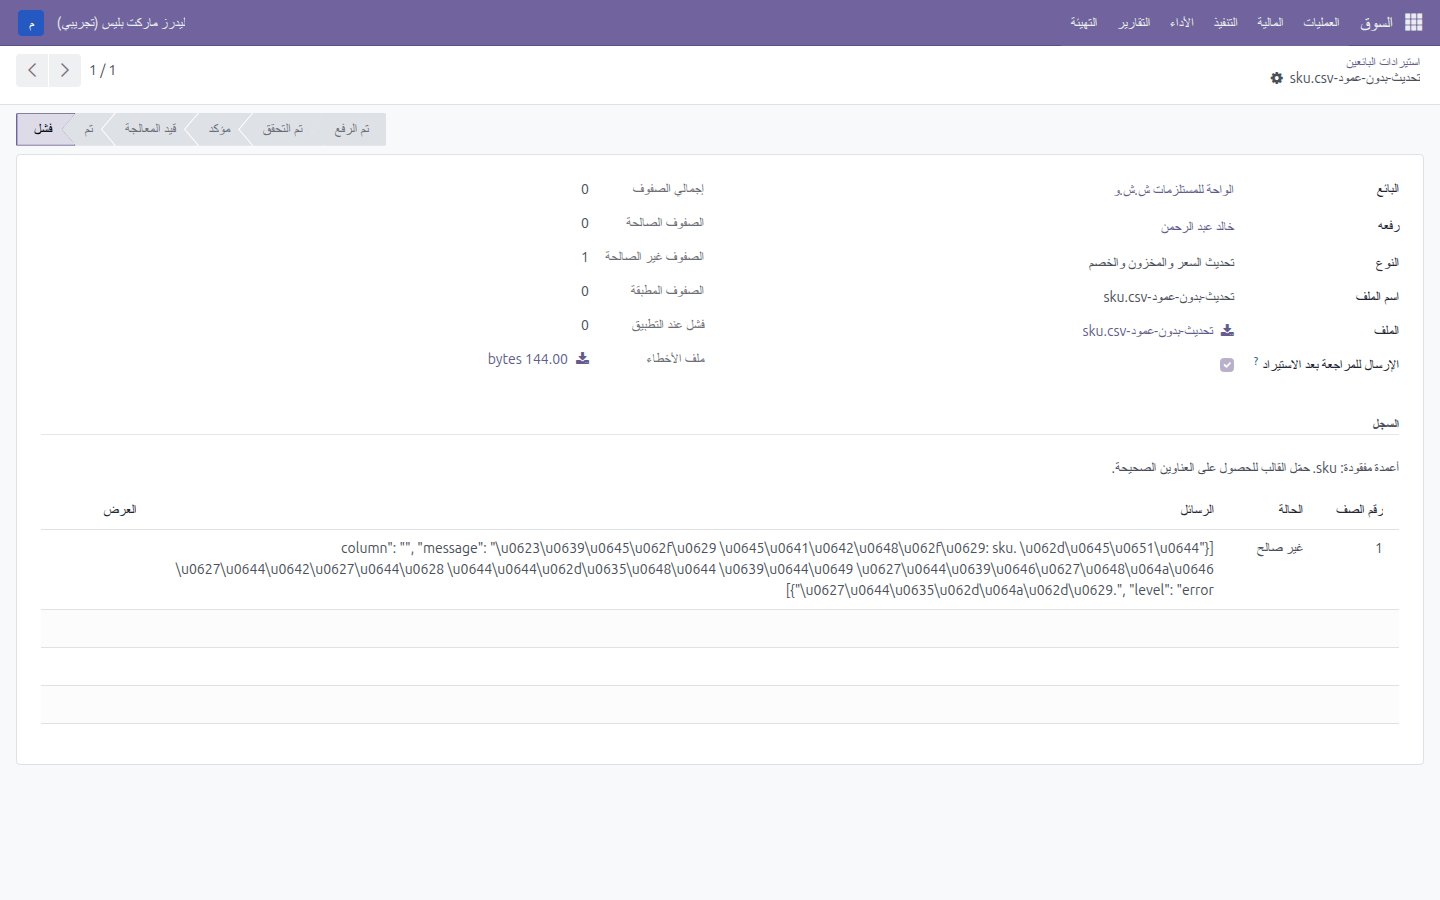 السوق
العمليات
المالية
التنفيذ
الأداء
التقارير
التهيئة
ليدرز ماركت بليس (تجريبي)
م
استيرادات البائعين
تحديث-بدون-عمود-sku.csv
1 / 1
تم الرفع
تم التحقق
مؤكد
قيد المعالجة
تم
فشل
البائع
الواحة للمستلزمات ش.ش.و
رفعه
خالد عبد الرحمن
النوع
تحديث السعر والمخزون والخصم
اسم الملف
تحديث-بدون-عمود-sku.csv
الملف
تحديث-بدون-عمود-sku.csv
الإرسال للمراجعة بعد الاستيراد ?
إجمالي الصفوف
0
الصفوف الصالحة
0
الصفوف غير الصالحة
1
الصفوف المطبقة
0
فشل عند التطبيق
0
ملف الأخطاء
144.00 bytes
السجل
أعمدة مفقودة: sku. حمّل القالب للحصول على العناوين الصحيحة.
رقم الصف
الحالة
الرسائل
العرض
1
غير صالح
[{"column": "", "message": "\u0623\u0639\u0645\u062f\u0629 \u0645\u0641\u0642\u0648\u062f\u0629: sku. \u062d\u0645\u0651\u0644
\u0627\u0644\u0642\u0627\u0644\u0628 \u0644\u0644\u062d\u0635\u0648\u0644 \u0639\u0644\u0649 \u0627\u0644\u0639\u0646\u0627\u0648\u064a\u0646
\u0627\u0644\u0635\u062d\u064a\u062d\u0629.", "level": "error"}]